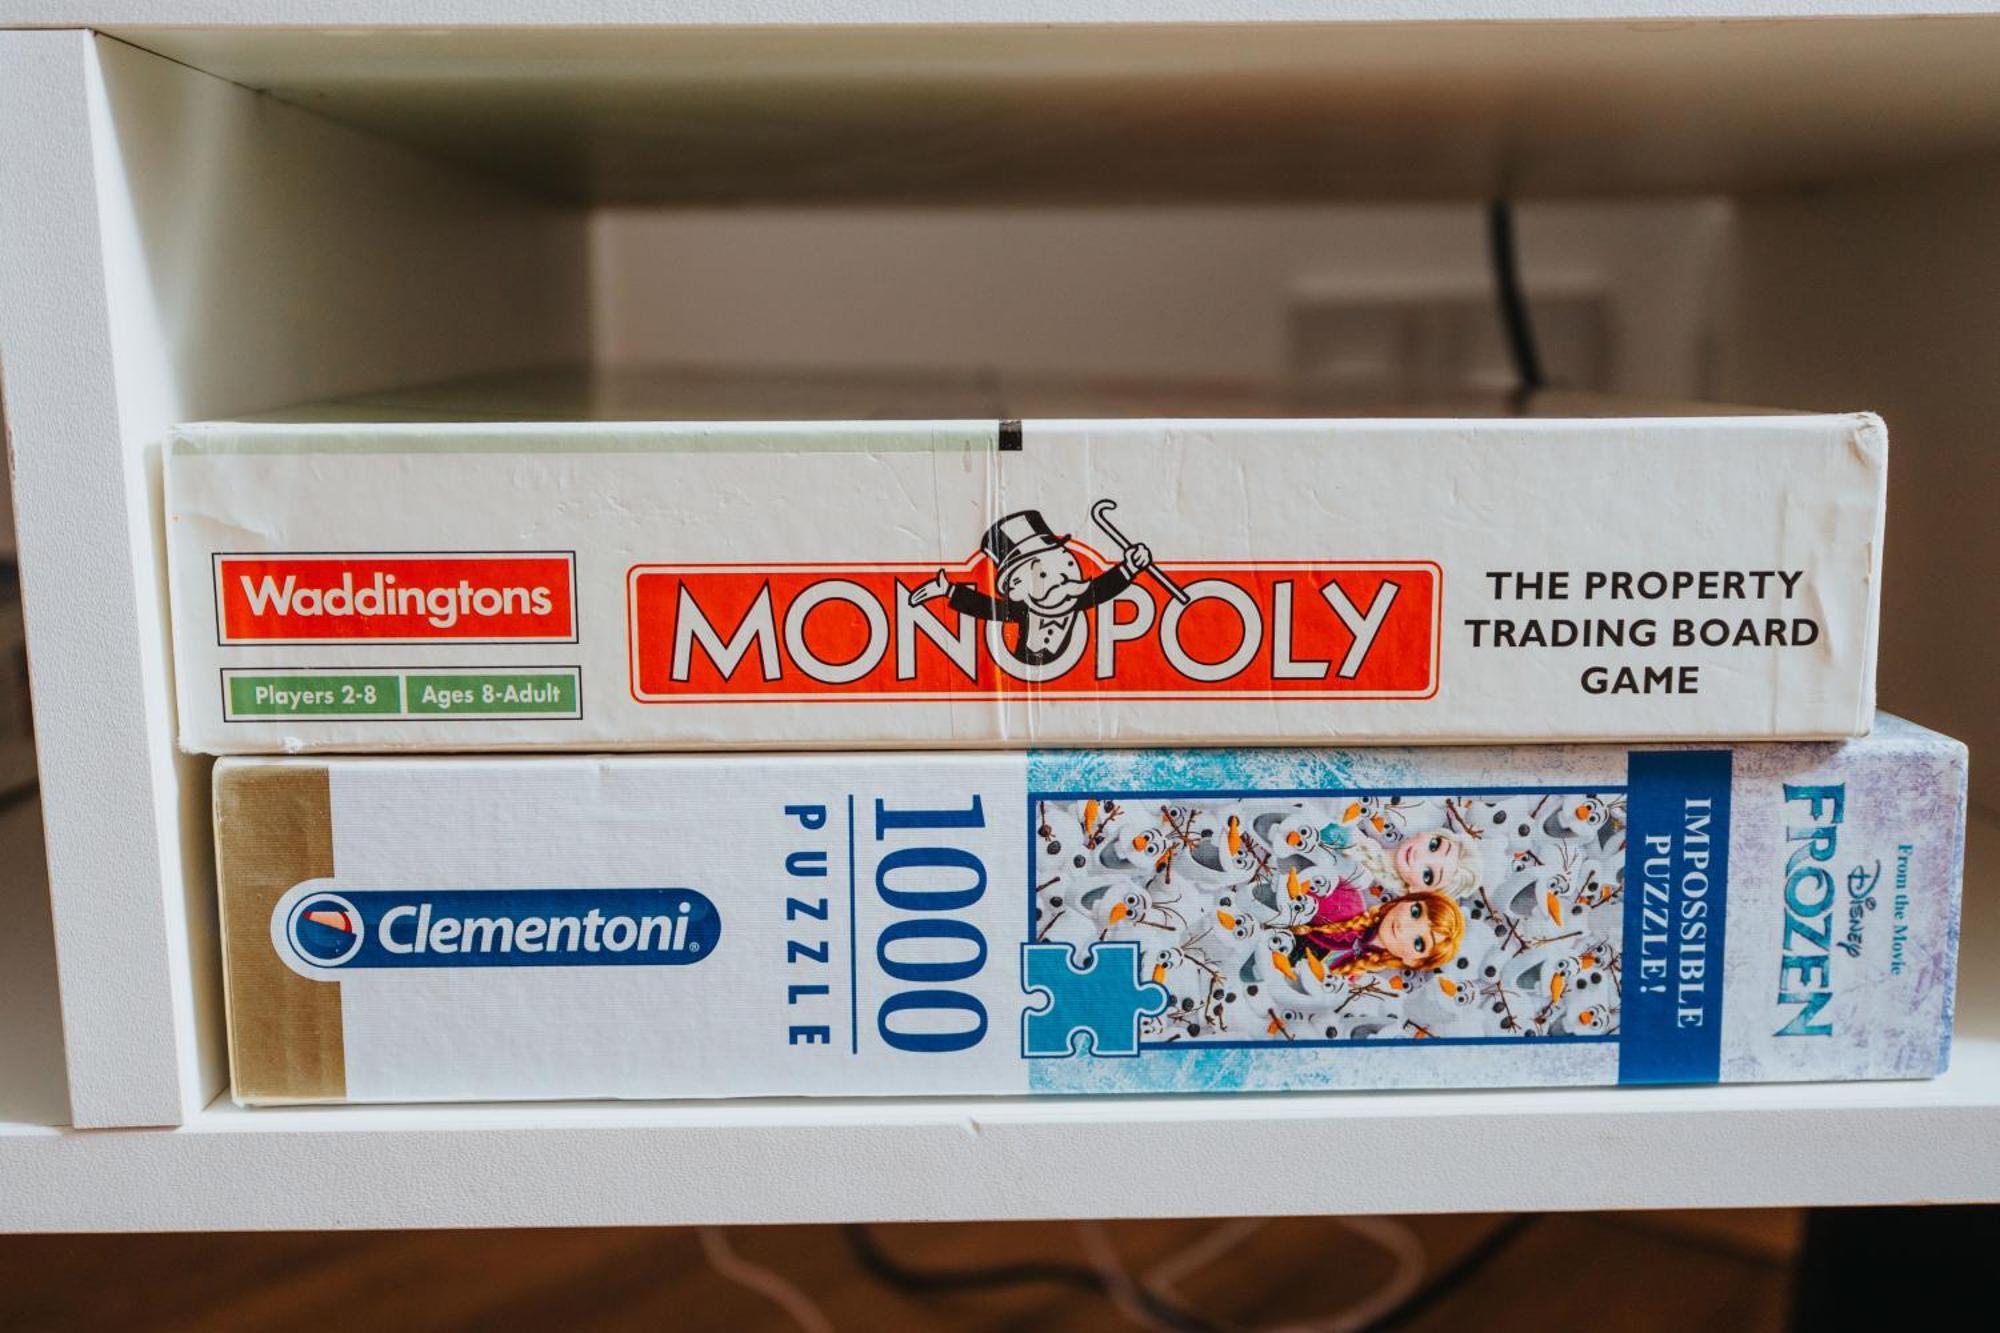 Waddingtons
Players 2-8
Ages 8-Adult
MONOPOLY
THE PROPERTY
TRADING BOARD
GAME
Clementoni®
1000
PUZZLE
IMPOSSIBLE
PUZZLE!!
From the Movie
DISNEY
FROZEN